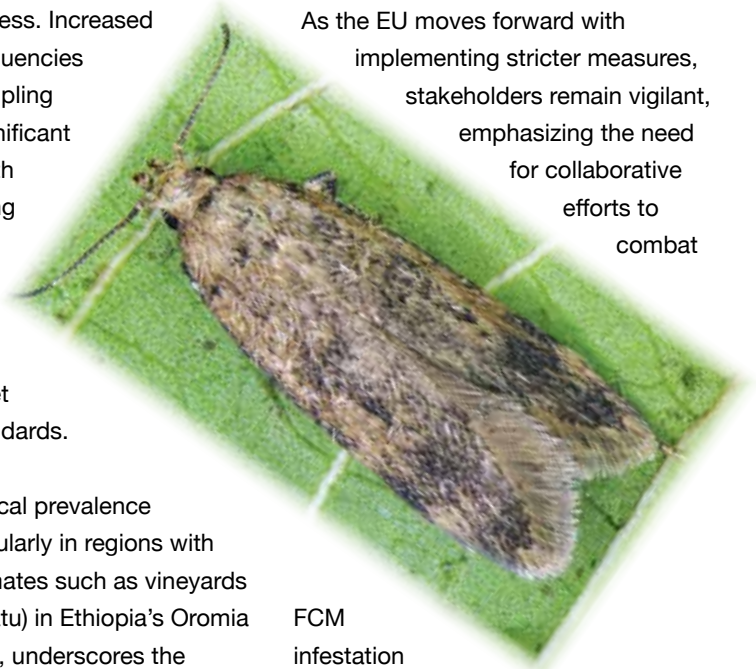 ess. Increased
uencies
pling
nificant
h
g
t
dards.
cal prevalence
ularly in regions with
nates such as vineyards
tu) in Ethiopia's Oromia
, underscores the
As the EU moves forward with
implementing stricter measures,
stakeholders remain vigilant,
emphasizing the need
for collaborative
efforts to
combat
FCM
infestation